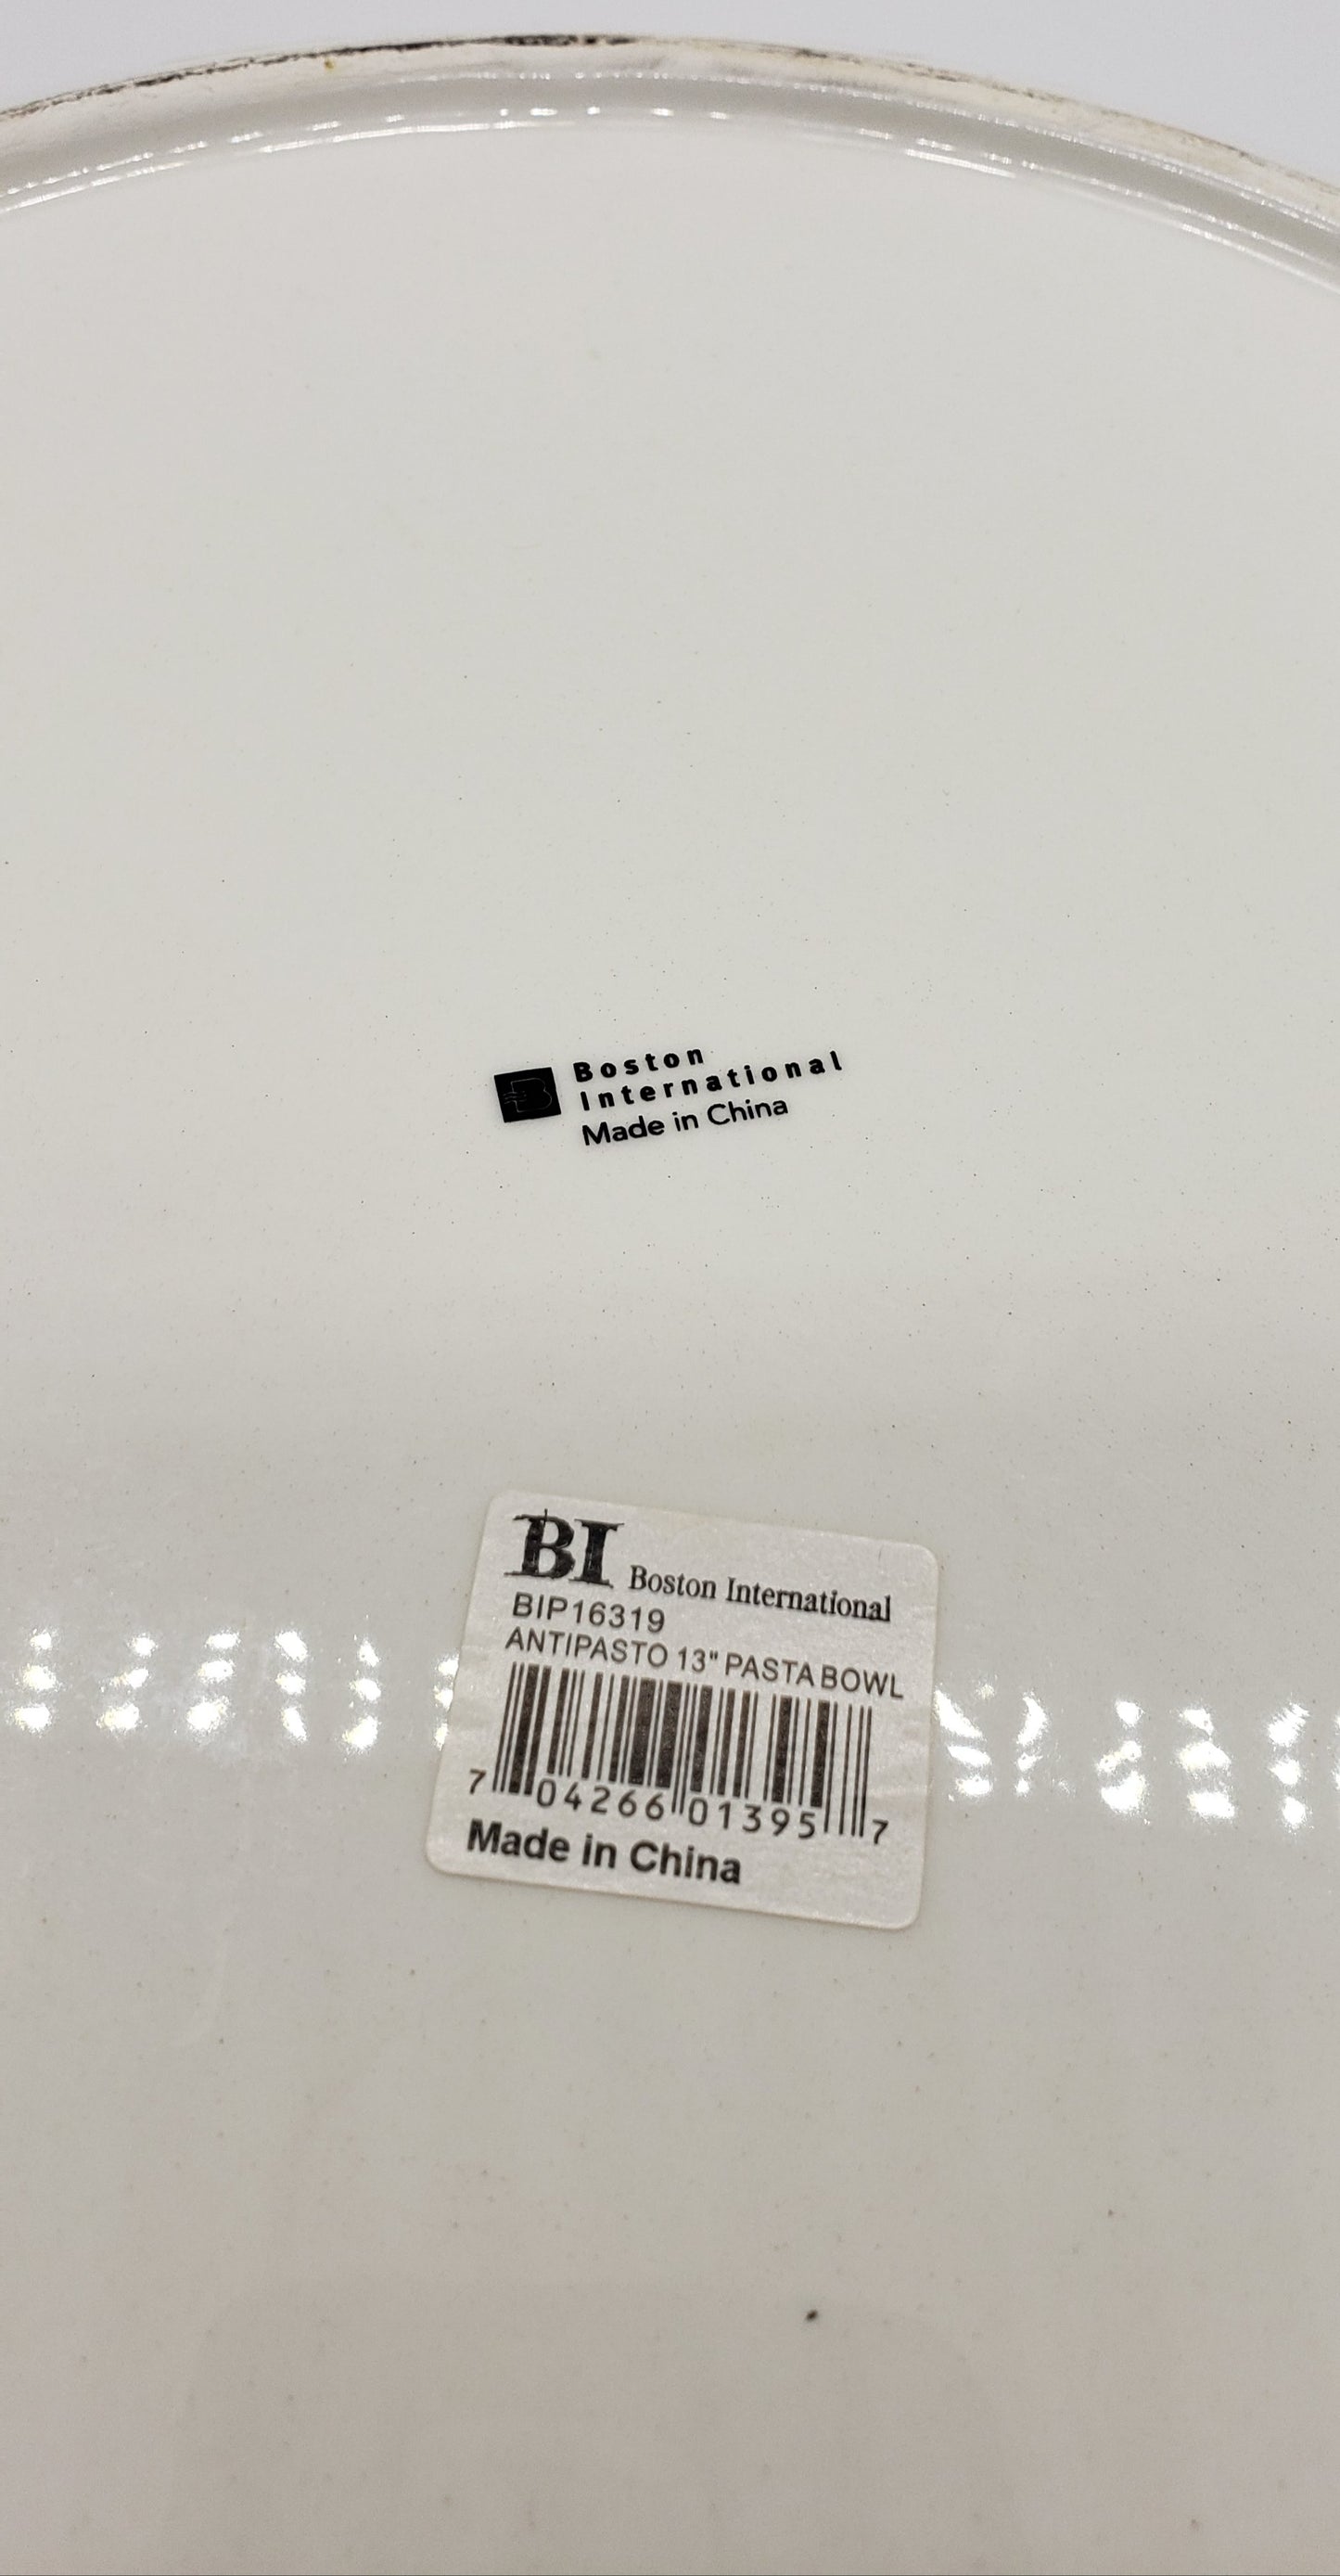 B
Boston
International
Made in China
BI Boston International
BIP16319
ANTIPASTO 13" PASTA BOWL
7 04266 01395 7
Made in China